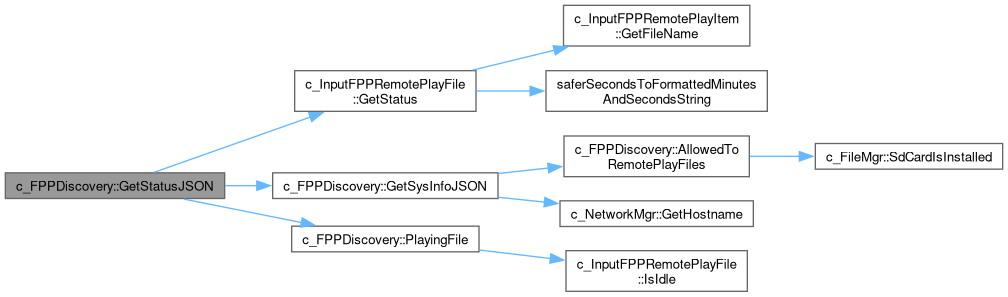 c_FPPDiscovery::GetStatusJSON
c_InputFPPRemotePlayFile
::GetStatus
c_InputFPPRemotePlayItem
::GetFileName
saferSecondsToFormattedMinutes
AndSecondsString
c_FPPDiscovery::GetSysInfoJSON
c_FPPDiscovery::AllowedTo
RemotePlayFiles
c_FileMgr::SdCardIsInstalled
c_NetworkMgr::GetHostname
c_FPPDiscovery::PlayingFile
c_InputFPPRemotePlayFile
::IsIdle